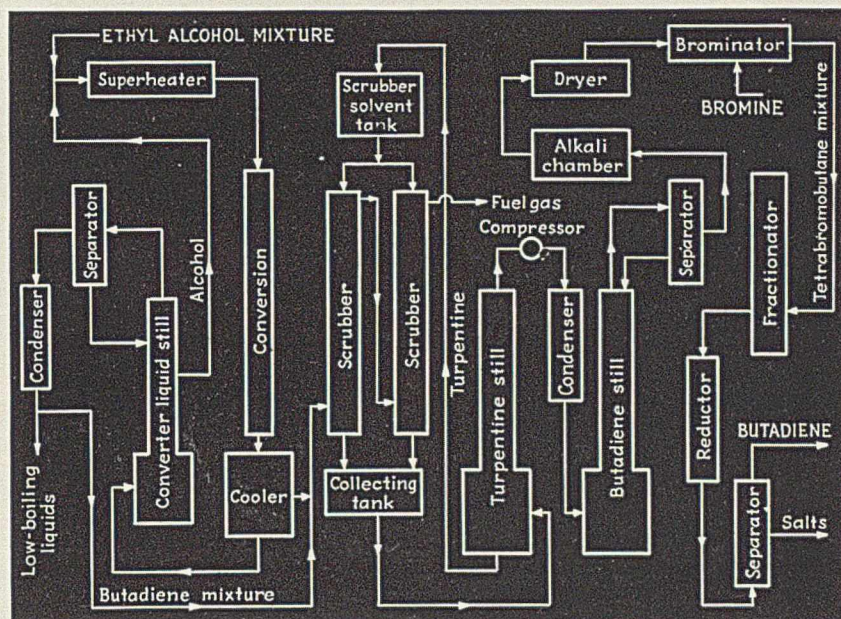 ETHYL ALCOHOL MIXTURE
Superheater
Separator
Condenser
Low-boiling
liquids
Converter liquid still
Alcohol
Conversion
Cooler
Butadiene mixture
Scrubber
solvent
tank
Scrubber
Scrubber
Collecting
tank
Fuel gas
Turpentine
Compressor
Turpentine still
Condenser
Butadiene still
Separator
Alkali
chamber
Dryer
Brominator
BROMINE
Tetrabromobutane mixture
Fractionator
Reductor
Separator
BUTADIENE
Salts